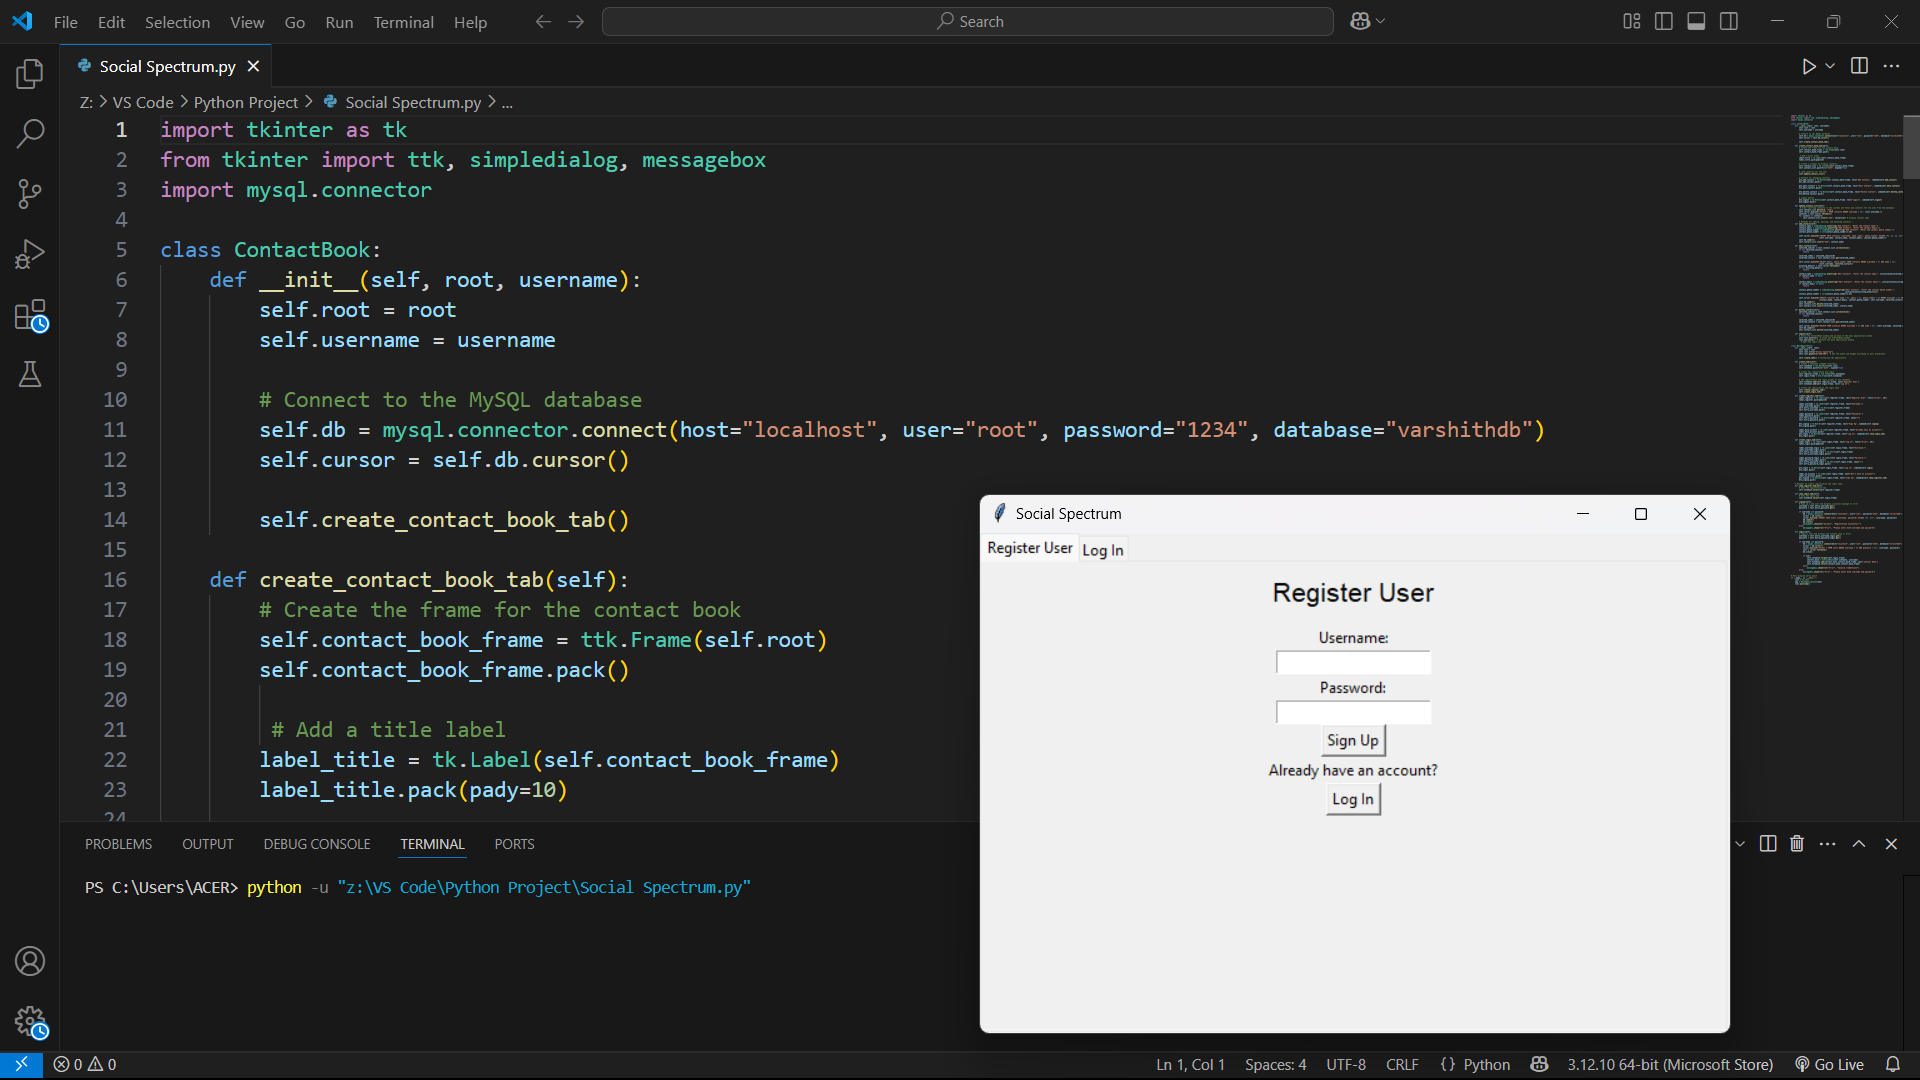 File Edit Selection View Go Run Terminal Help
Search
Social Spectrum.py
Z: > VS Code > Python Project > Social Spectrum.py > ...
1 import tkinter as tk
2 from tkinter import ttk, simpledialog, messagebox
3 import mysql.connector
4
5 class ContactBook:
6 def __init__(self, root, username):
7 self.root = root
8 self.username = username
9
10 # Connect to the MySQL database
11 self.db = mysql.connector.connect(host="localhost", user="root", password="1234", database="varshithdb")
12 self.cursor = self.db.cursor()
13
14 self.create_contact_book_tab()
15
16 def create_contact_book_tab(self):
17 # Create the frame for the contact book
18 self.contact_book_frame = ttk.Frame(self.root)
19 self.contact_book_frame.pack()
20
21 # Add a title label
22 label_title = tk.Label(self.contact_book_frame)
23 label_title.pack(pady=10)
24
Social Spectrum
Register User Log In
Register User
Username:
Password:
Sign Up
Already have an account?
Log In
PROBLEMS OUTPUT DEBUG CONSOLE TERMINAL PORTS
PS C:\Users\ACER> python -u "z:\VS Code\Python Project\Social Spectrum.py"
0 0 Ln 1, Col 1 Spaces: 4 UTF-8 CRLF {} Python 3.12.10 64-bit (Microsoft Store) Go Live